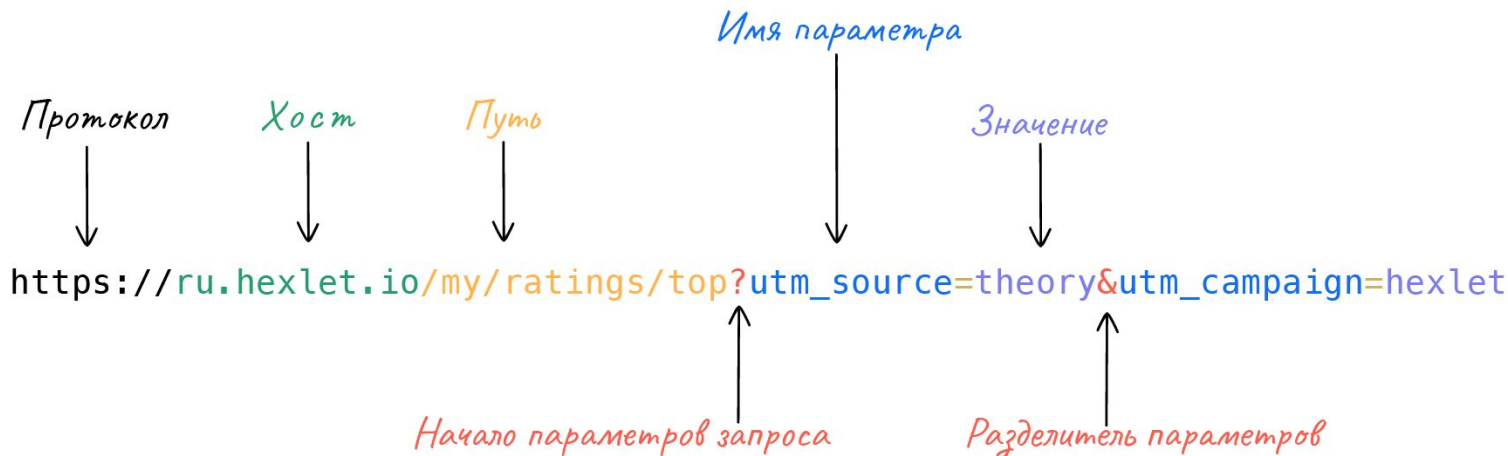 Имя параметра
Протокол
Хост
Путь
Значение
https://ru.hexlet.io/my/ratings/top?utm_source=theory&utm_campaign=hexlet
Начало параметров запроса
Разделитель параметров